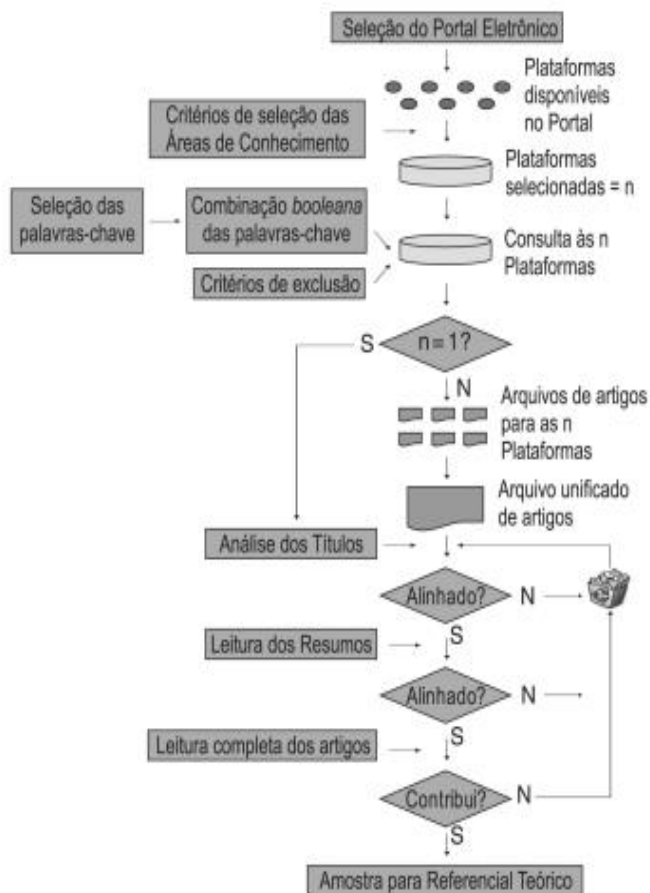 Seleção do Portal Eletrônico
Plataformas
disponíveis
no Portal
Critérios de seleção das
Áreas de Conhecimento
Plataformas
selecionadas = n
Seleção das
palavras-chave
Combinação booleana
das palavras-chave
Consulta às n
Plataformas
Critérios de exclusão
S
n = 1?
N
Arquivos de artigos
para as n
Plataformas
Arquivo unificado
de artigos
Análise dos Títulos
Alinhado?
N
S
Leitura dos Resumos
Alinhado?
N
S
Leitura completa dos artigos
Contribui?
N
S
Amostra para Referencial Teórico